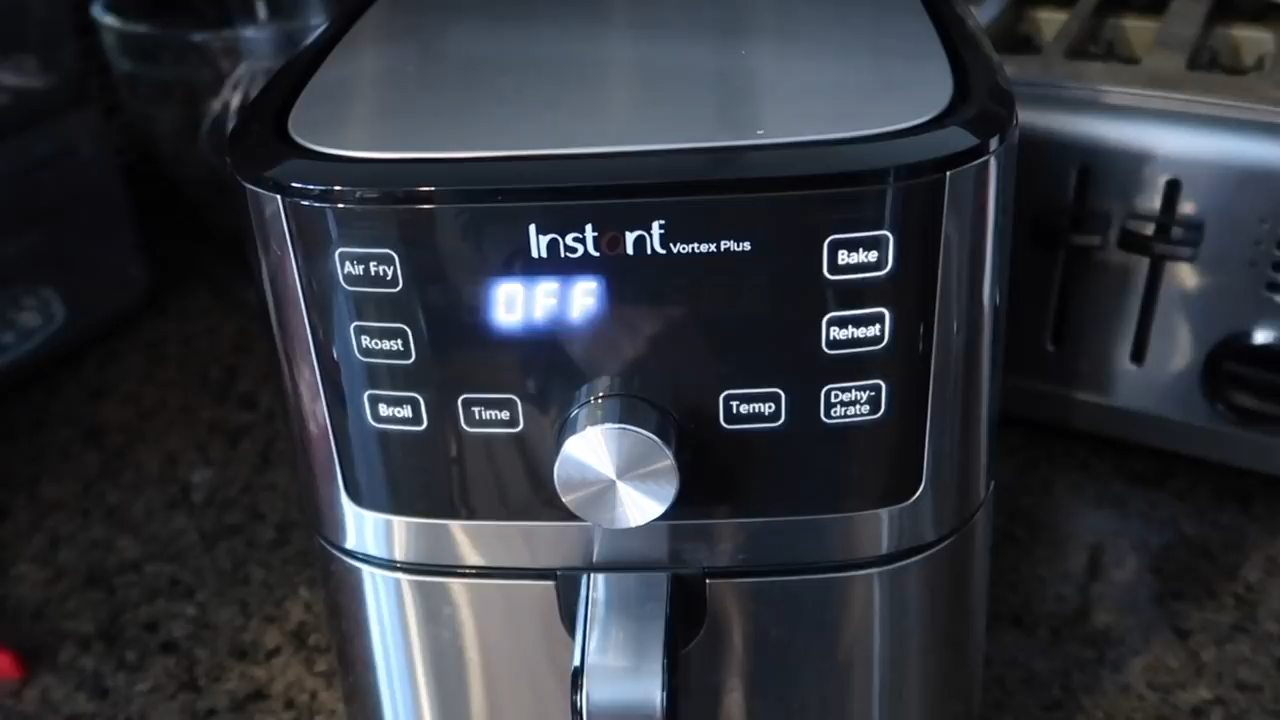 Instant Vortex Plus
Air Fry
Bake
OFF
Roast
Reheat
Broil
Time
Temp
Dehy-
drate